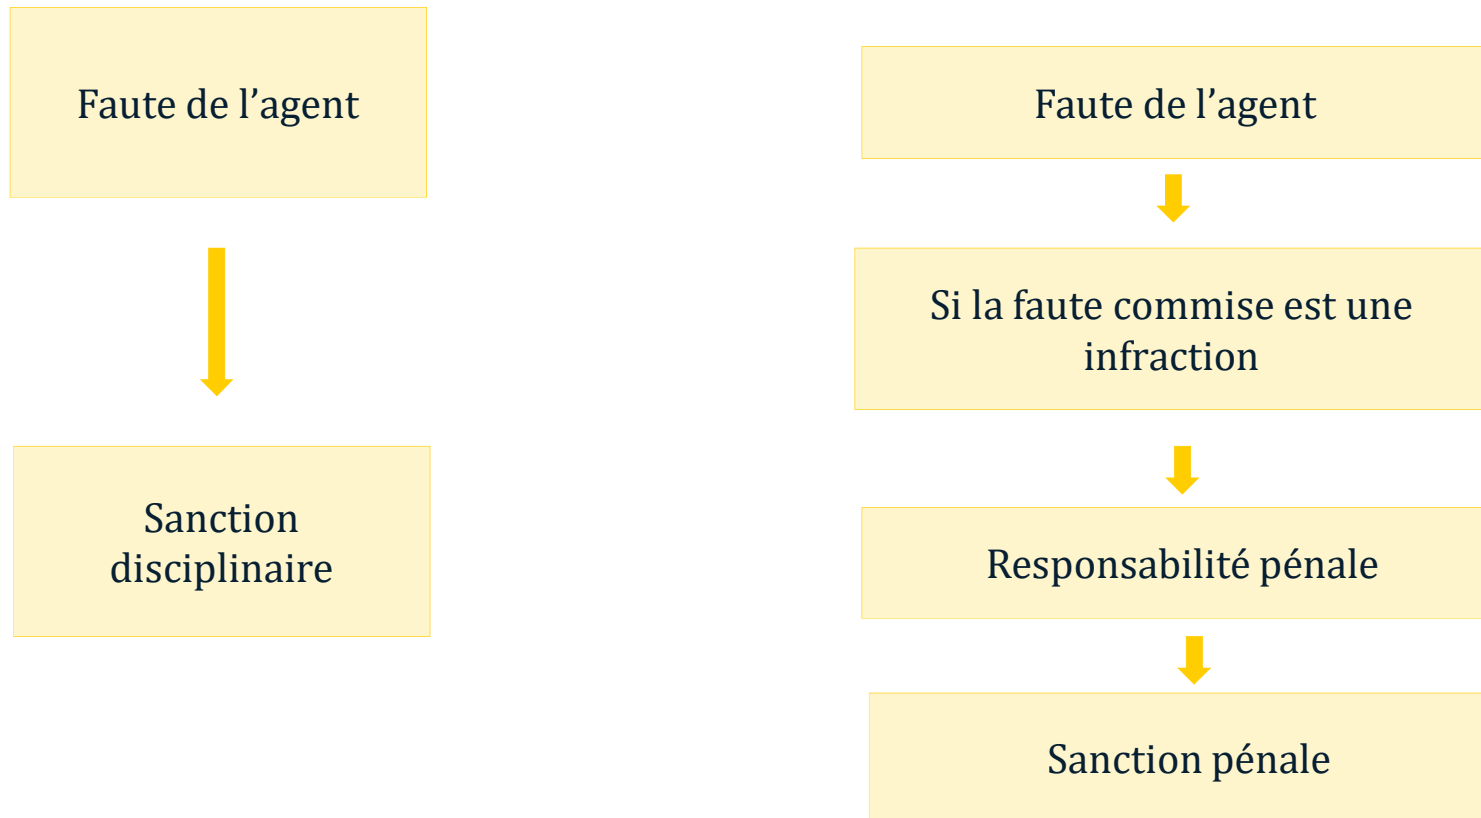 Faute de l’agent
Sanction
disciplinaire
Faute de l’agent
Si la faute commise est une
infraction
Responsabilité pénale
Sanction pénale